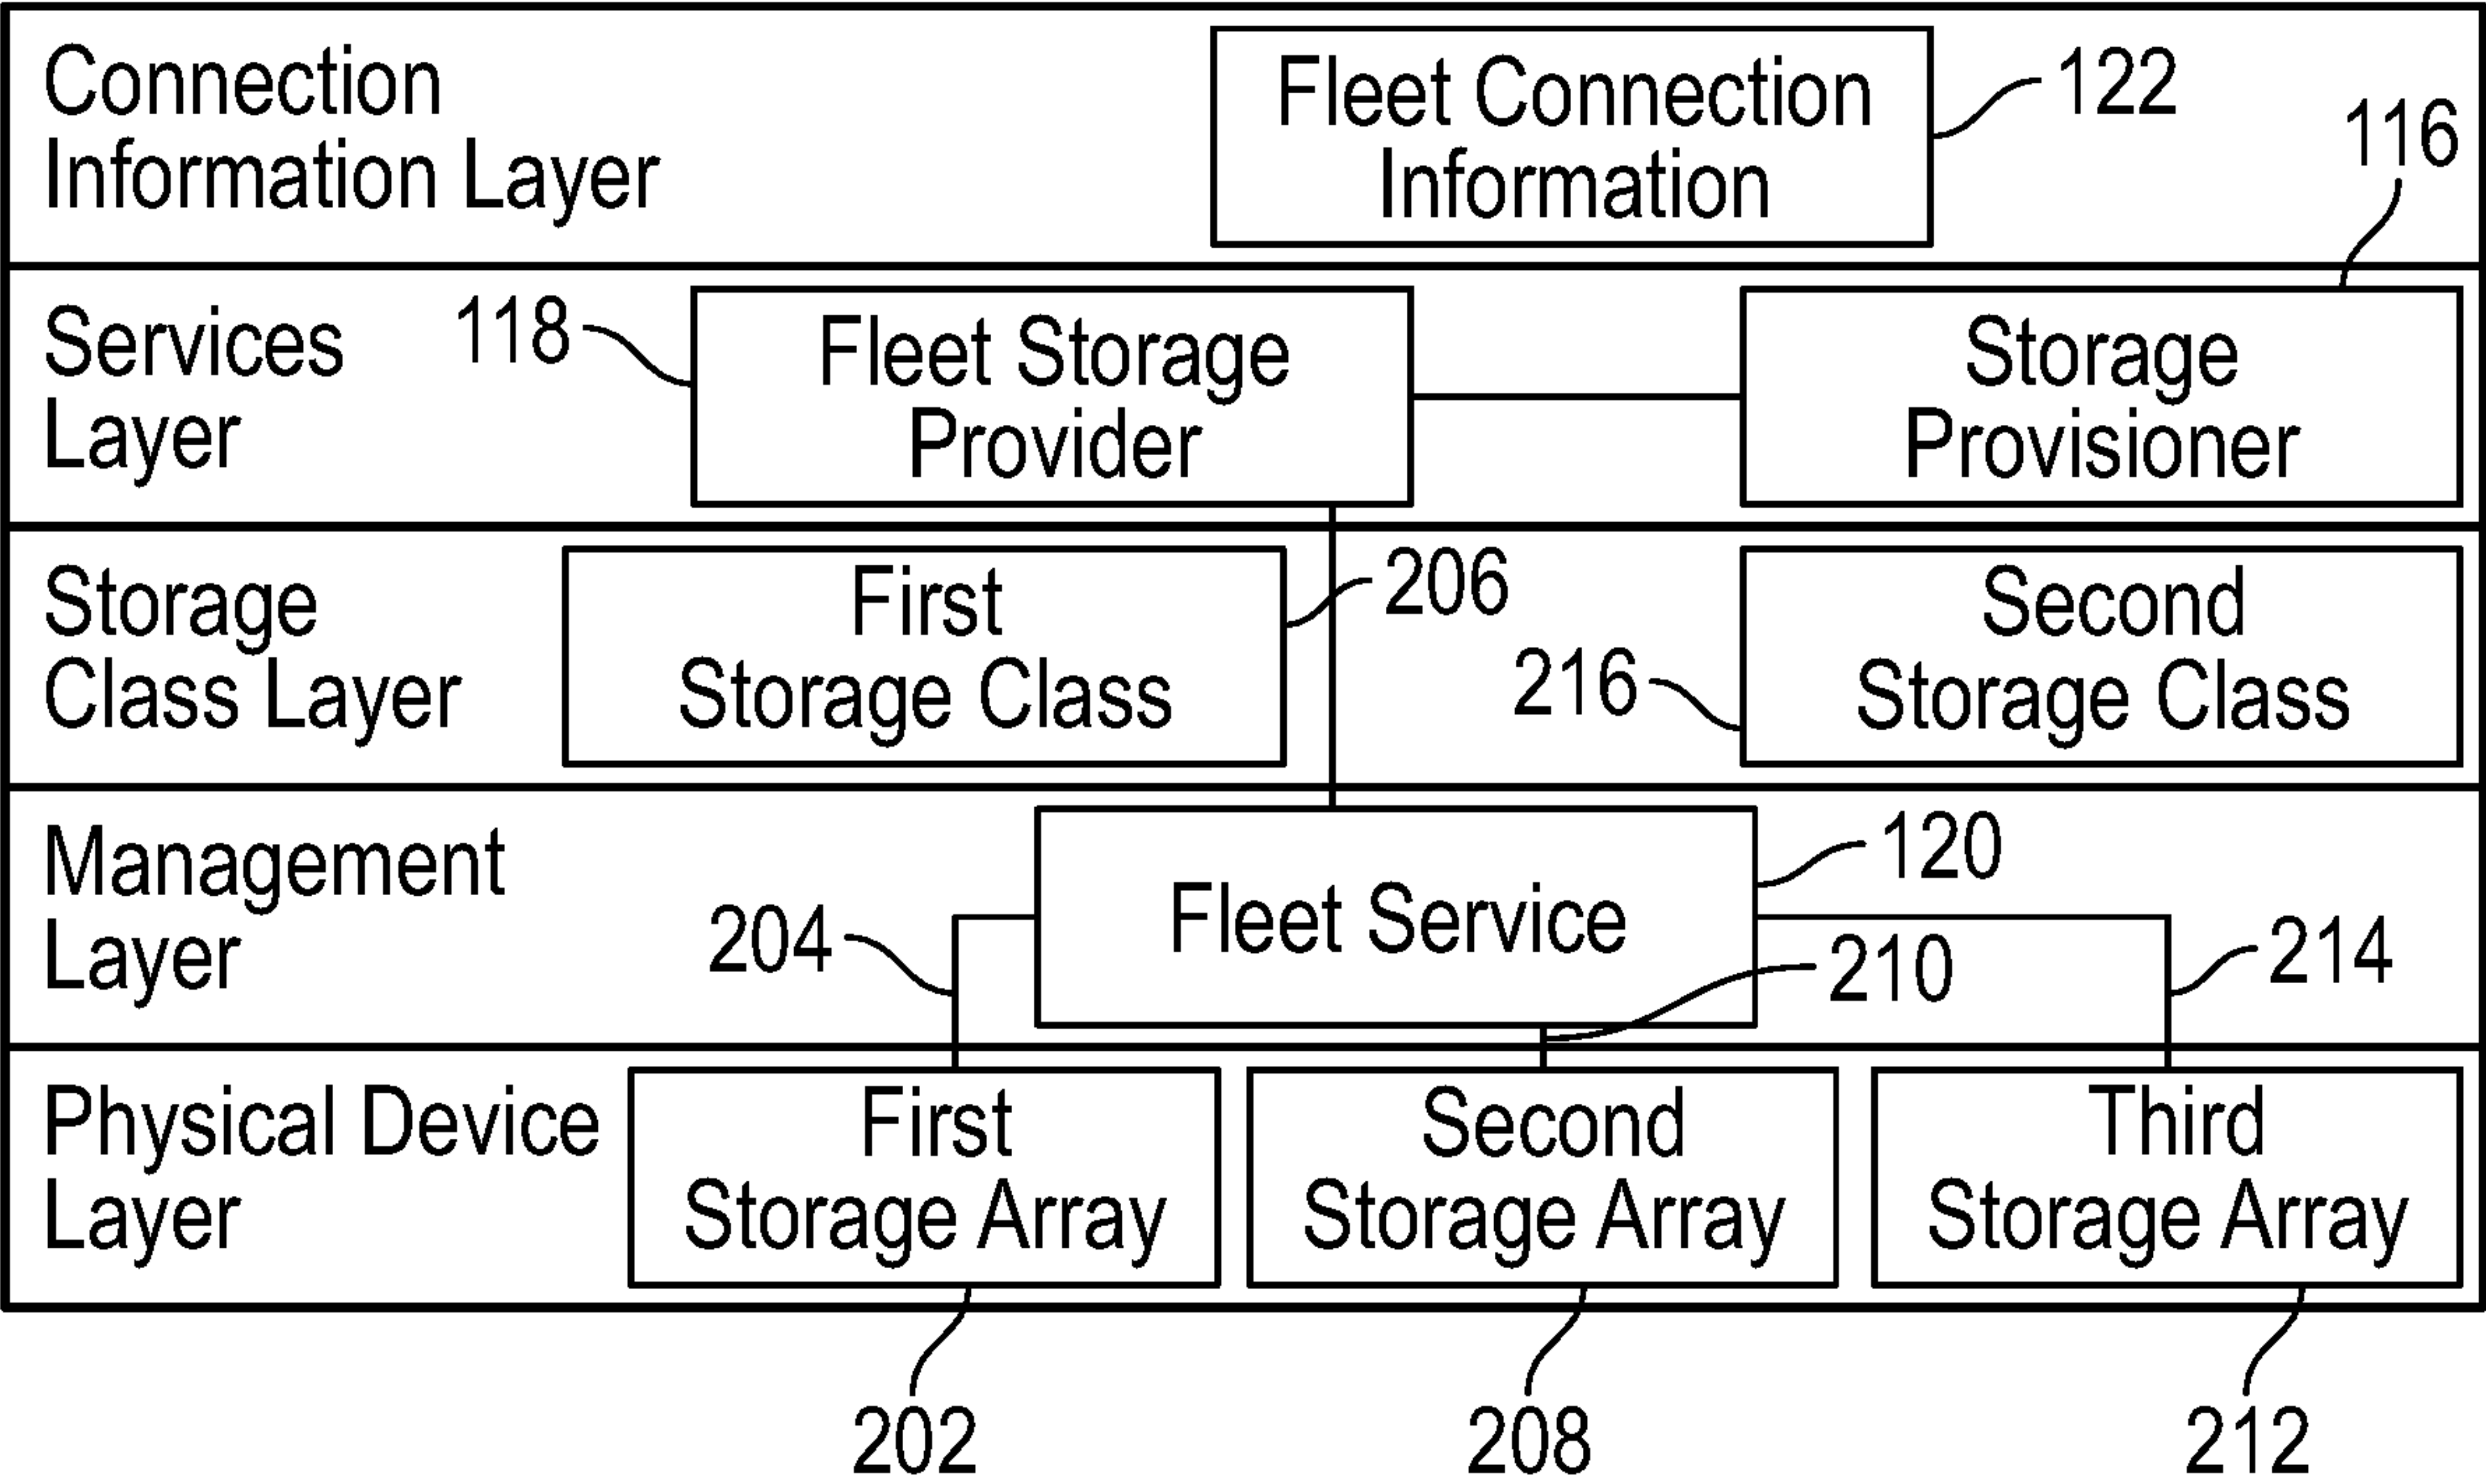 Connection
Information Layer
Fleet Connection
Information
122
116
Services
Layer
118
Fleet Storage
Provider
Storage
Provisioner
Storage
Class Layer
First
Storage Class
206
216
Second
Storage Class
Management
Layer
204
Fleet Service
120
210
214
Physical Device
Layer
First
Storage Array
Second
Storage Array
Third
Storage Array
202
208
212